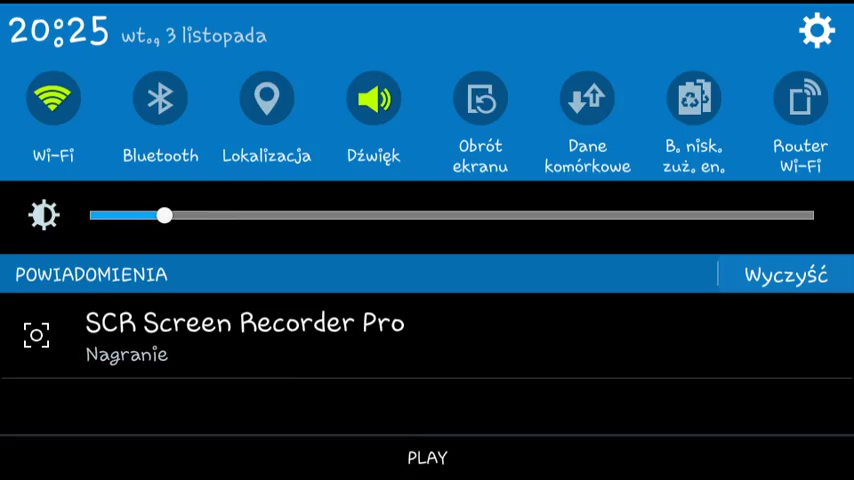 20:25 wt., 3 listopada
Wi-Fi
Bluetooth
Lokalizacja
Dźwięk
Obrót
ekranu
Dane
komórkowe
B. nisk.
zuż. en.
Router
Wi-Fi
POWIADOMIENIA
Wyczyść
SCR Screen Recorder Pro
Nagranie
PLAY